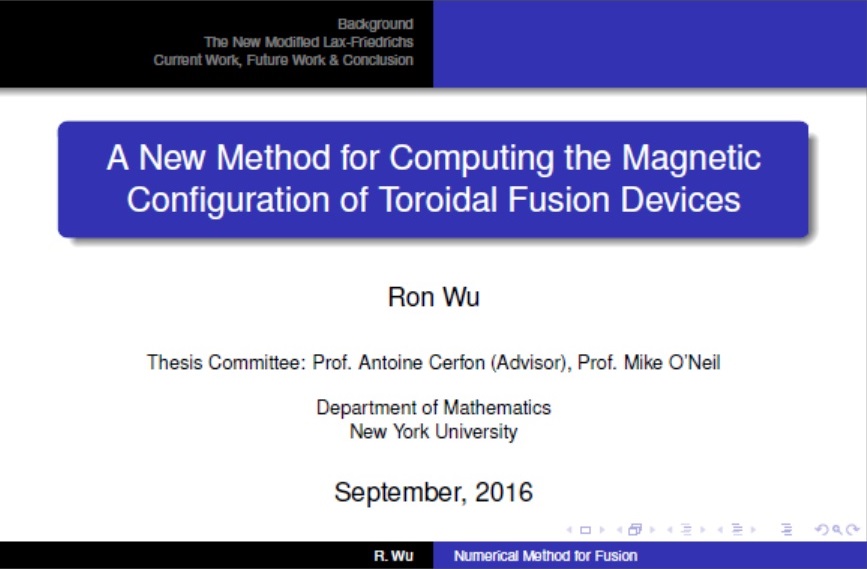 Background
The New Modified Lax-Friedrichs
Current Work, Future Work & Conclusion
A New Method for Computing the Magnetic
Configuration of Toroidal Fusion Devices
Ron Wu
Thesis Committee: Prof. Antoine Cerfon (Advisor), Prof. Mike O'Neil
Department of Mathematics
New York University
September, 2016
R. Wu
Numerical Method for Fusion